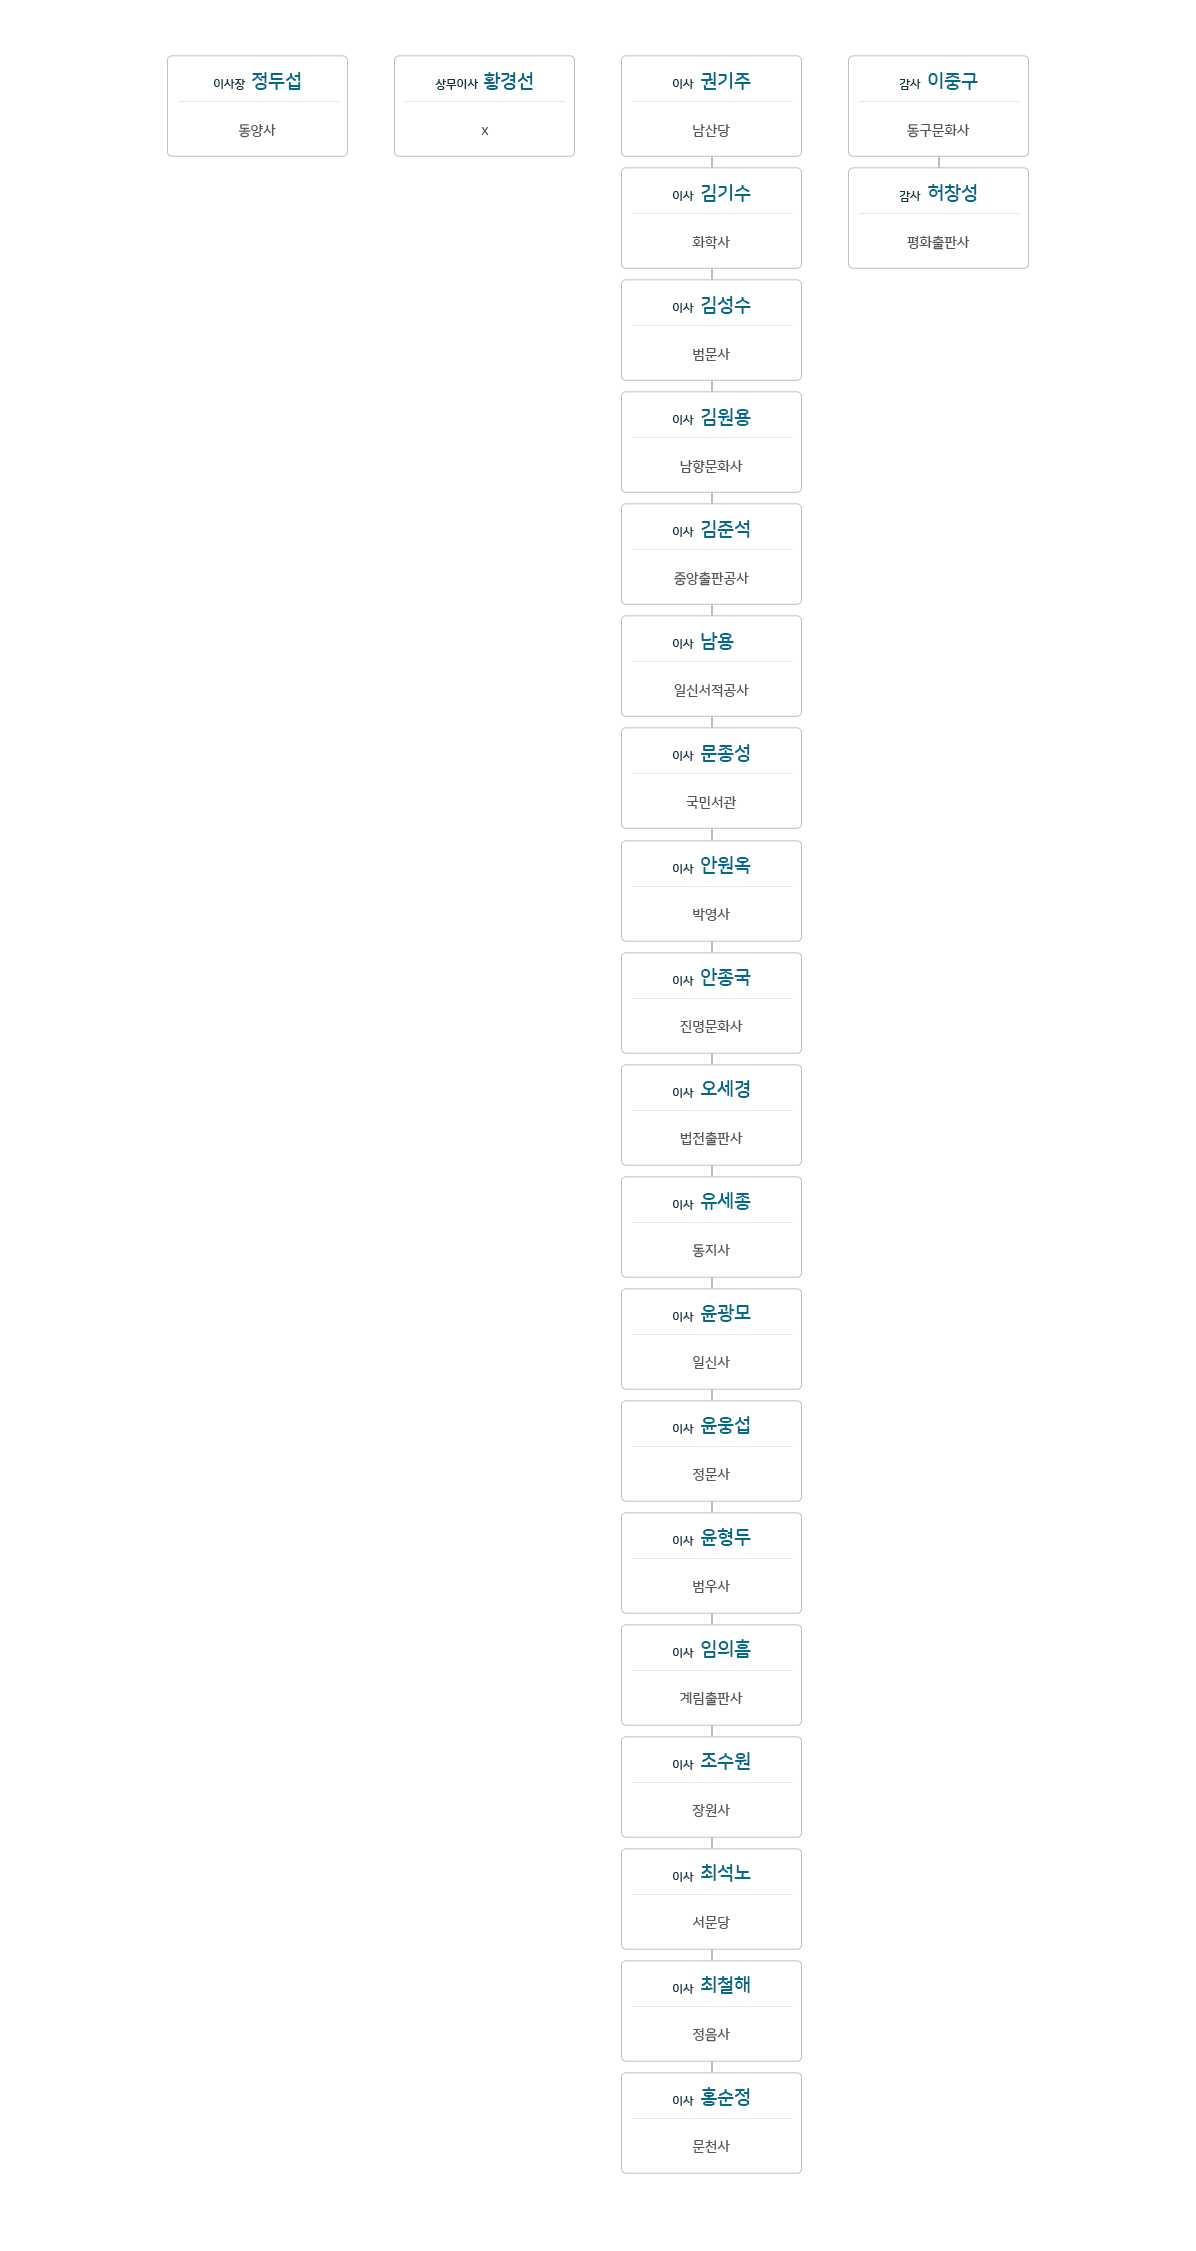 이사장 정두섭
동양사
상무이사 황경선
x
이사 권기주
남산당
이사 김기수
화학사
이사 김성수
범문사
이사 김원용
남향문화사
이사 김준석
중앙출판공사
이사 남용
일신서적공사
이사 문종성
국민서관
이사 안원옥
박영사
이사 안종국
진명문화사
이사 오세경
법전출판사
이사 유세종
동지사
이사 윤광모
일신사
이사 윤웅섭
정문사
이사 윤형두
범우사
이사 임의흠
계림출판사
이사 조수원
장원사
이사 최석노
서문당
이사 최철해
정음사
이사 홍순정
문천사
감사 이중구
동구문화사
감사 허창성
평화출판사